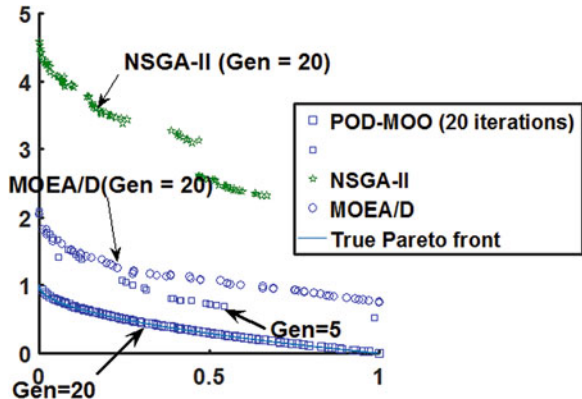 5
NSGA-II (Gen = 20)
4
POD-MOO (20 iterations)
3
NSGA-II
MOEA/D(Gen = 20)
MOEA/D
2
True Pareto front
1
Gen=5
0
0
0.5
1
Gen=20